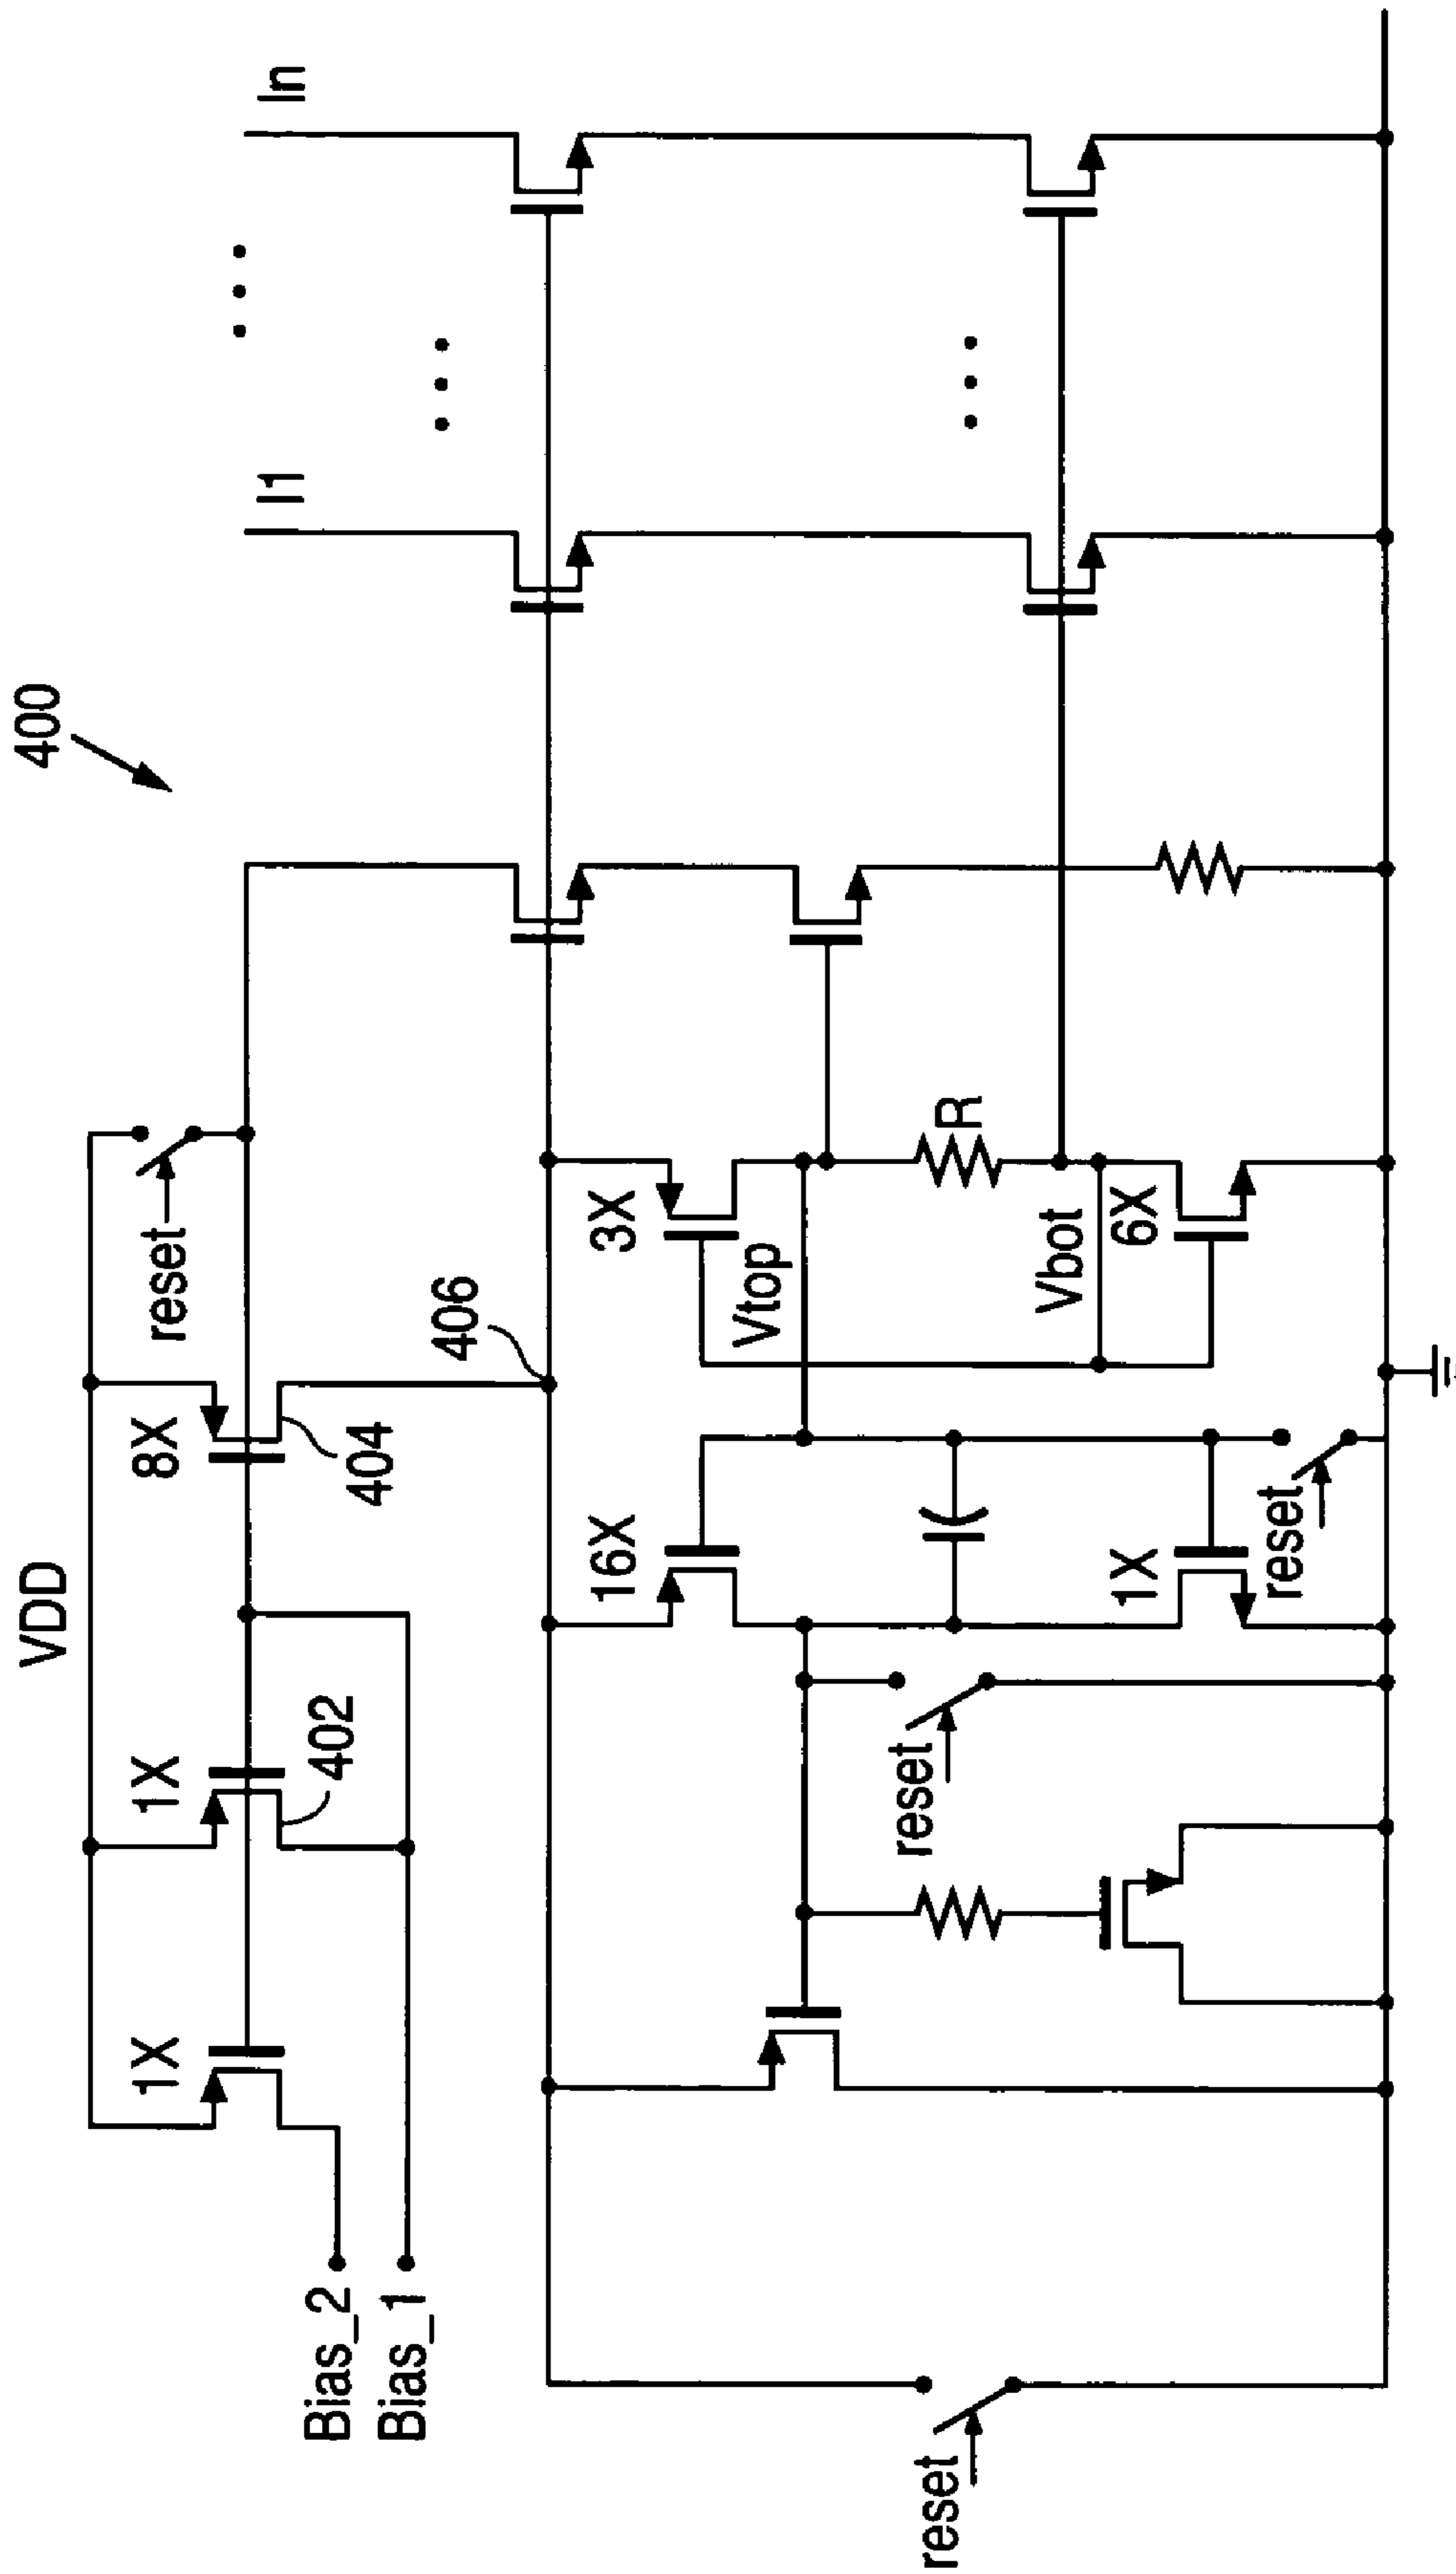 400
VDD
1X
1X
8X
402
404
reset
Bias_2
Bias_1
406
I1
In
16X
3X
Vtop
R
reset
reset
1X
reset
Vbot
6X
reset